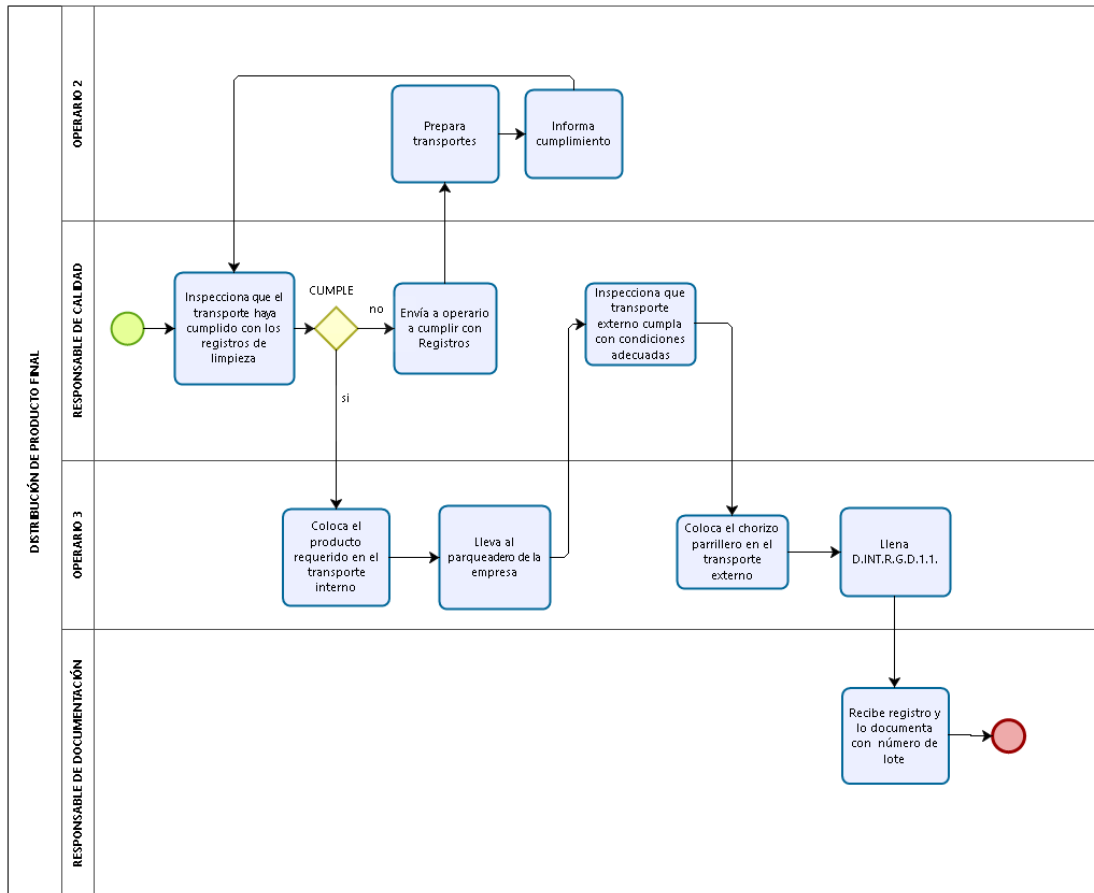 DISTRIBUCIÓN DE PRODUCTO FINAL
OPERARIO 2
Prepara
transportes
Informa
cumplimiento
RESPONSABLE DE CALIDAD
Inspecciona que el
transporte haya
cumplido con los
registros de
limpieza
CUMPLE
no
si
Envía a operario
a cumplir con
Registros
Inspecciona que
transporte
externo cumpla
con condiciones
adecuadas
OPERARIO 3
Coloca el
producto
requerido en el
transporte
interno
Lleva al
parqueadero de la
empresa
Coloca el chorizo
parrillero en el
transporte
externo
Llena
D.INT.R.G.D.1.1.
RESPONSABLE DE DOCUMENTACIÓN
Recibe registro y
lo documenta
con número de
lote